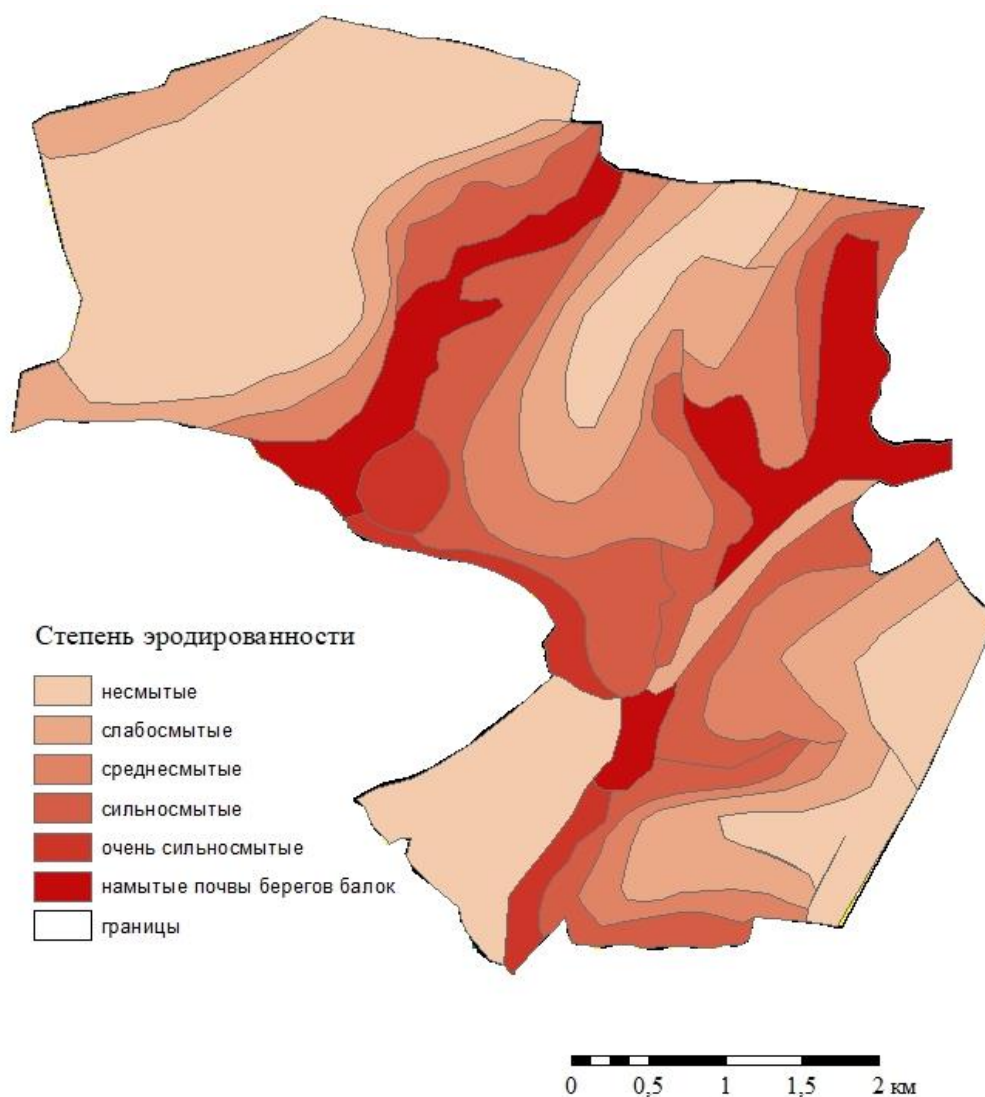 Степень эродированности
несмытые
слабосмытые
среднесмытые
сильносмытые
очень сильносмытые
намытые почвы берегов балок
границы
0 0,5 1 1,5 2 км